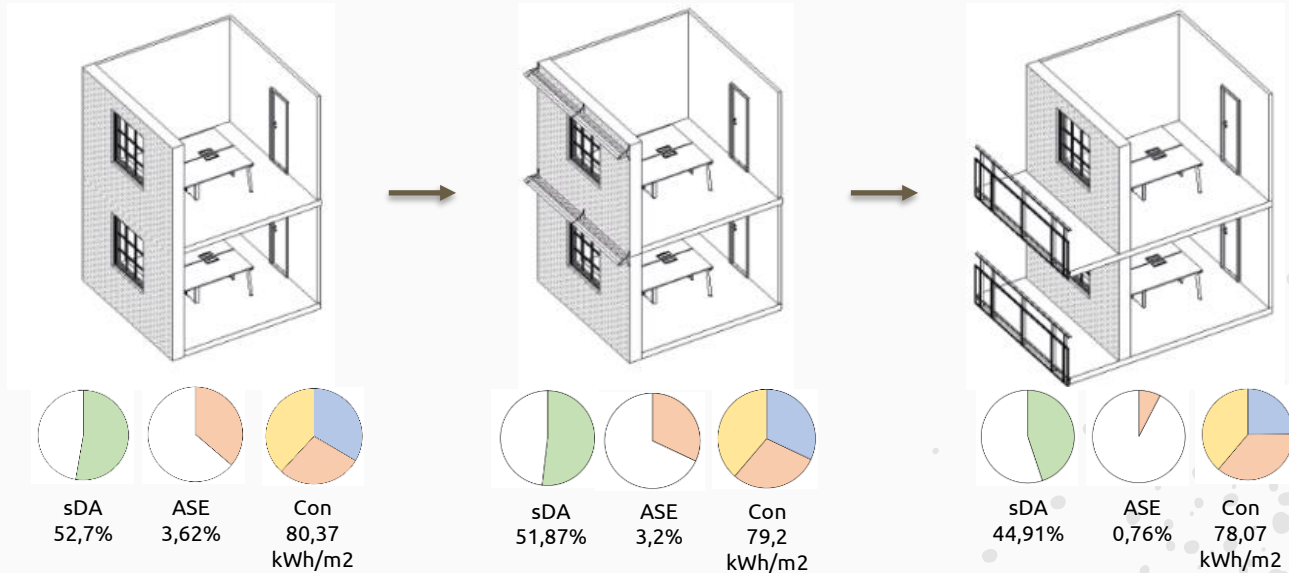 sDA
52,7%
ASE
3,62%
Con
80,37
kWh/m2
sDA
51,87%
ASE
3,2%
Con
79,2
kWh/m2
sDA
44,91%
ASE
0,76%
Con
78,07
kWh/m2